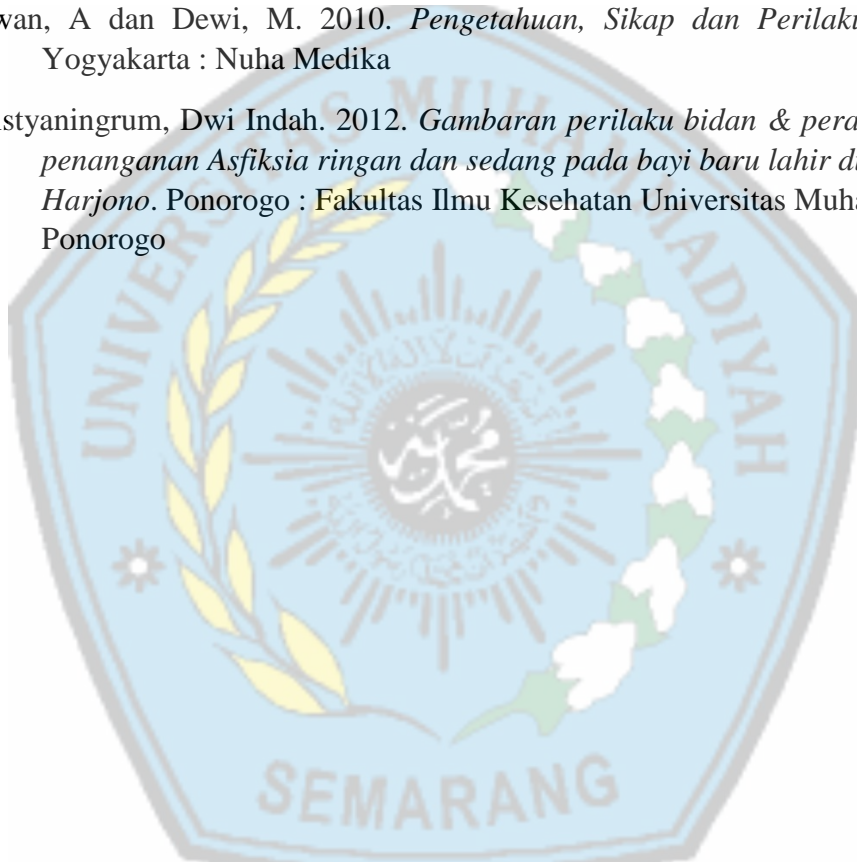 wan, A dan Dewi, M. 2010. Pengetahuan, Sikap dan Perilaku
Yogyakarta : Nuha Medika
styaningrum, Dwi Indah. 2012. Gambaran perilaku bidan & pera
penanganan Asfiksia ringan dan sedang pada bayi baru lahir di
Harjono. Ponorogo : Fakultas Ilmu Kesehatan Universitas Muha
Ponorogo
UNIVERSITAS MUHAMMADIYAH
SEMARANG